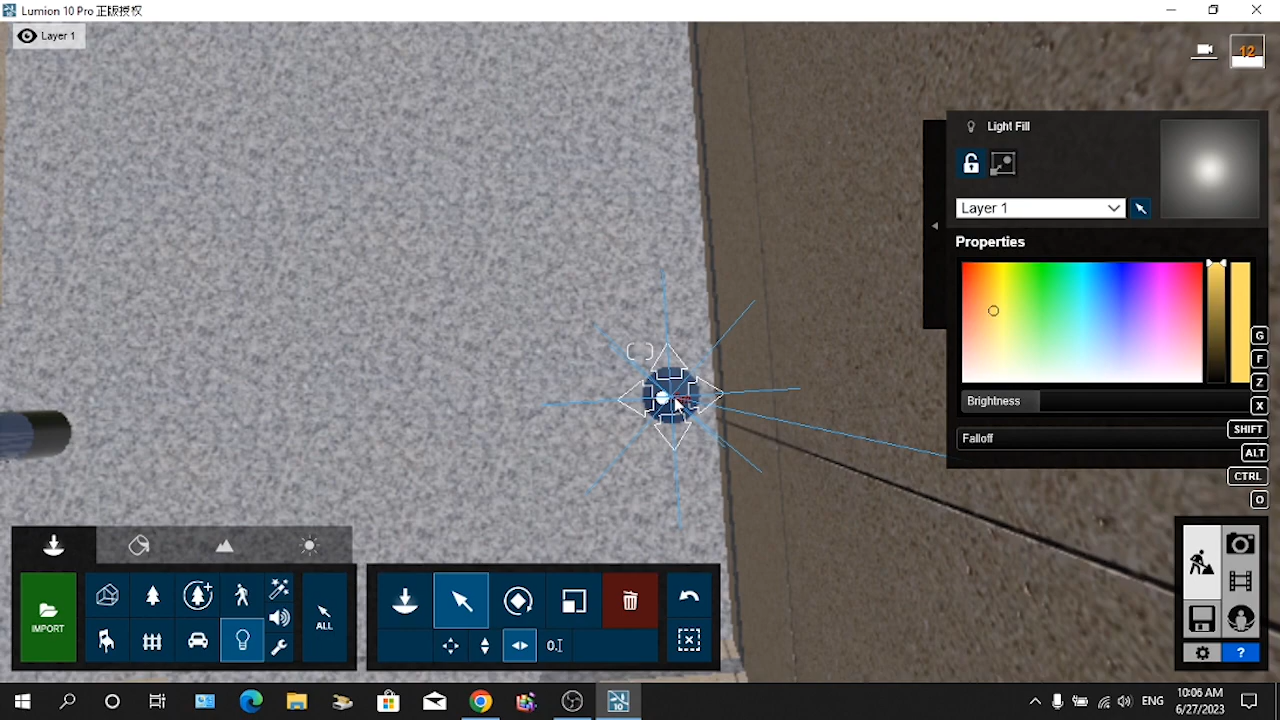 Lumion 10 Pro 正版授权
Layer 1
12
Light Fill
Layer 1
Properties
Brightness
Falloff
G
F
Z
X
SHIFT
ALT
CTRL
O
IMPORT
ALL
?
10
ENG
10:06 AM
6/27/2023